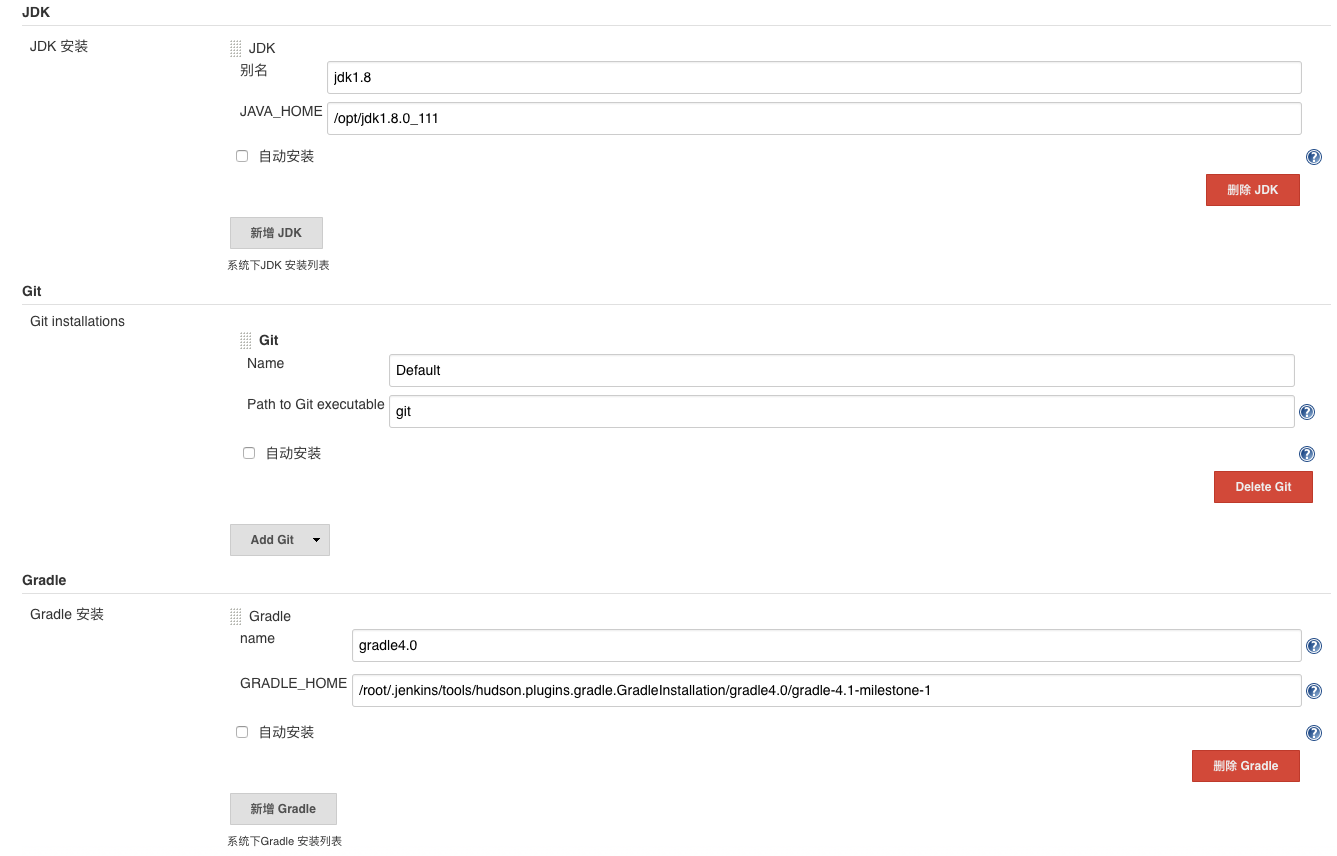 JDK
JDK 安装
JDK
别名
jdk1.8
JAVA_HOME
/opt/jdk1.8.0_111
自动安装
删除 JDK
新增 JDK
系统下JDK 安装列表
Git
Git installations
Git
Name
Default
Path to Git executable
git
自动安装
Delete Git
Add Git
Gradle
Gradle 安装
Gradle
name
gradle4.0
GRADLE_HOME
/root/.jenkins/tools/hudson.plugins.gradle.GradleInstallation/gradle4.0/gradle-4.1-milestone-1
自动安装
删除 Gradle
新增 Gradle
系统下Gradle 安装列表